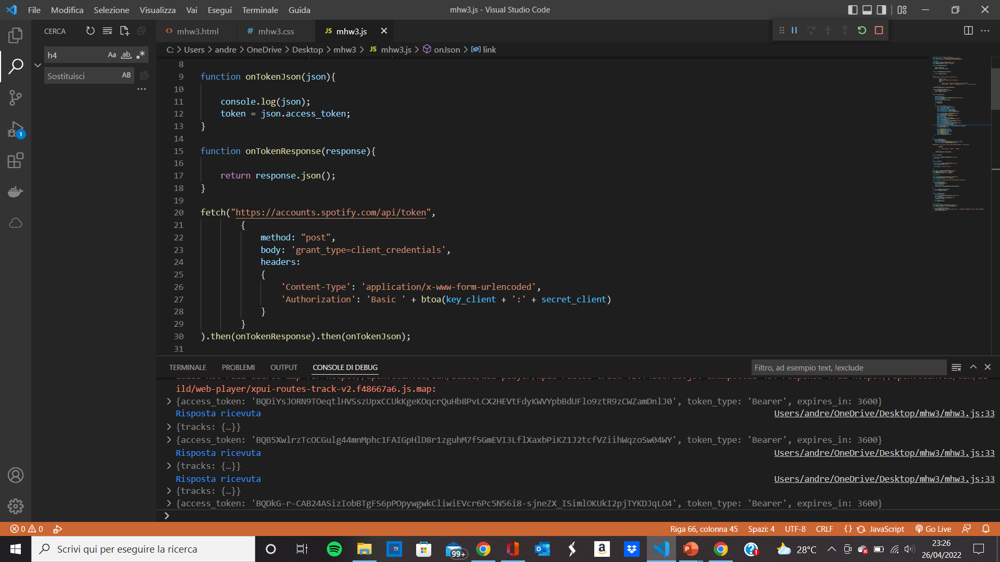 File Modifica Selezione Visualizza Vai Esegui Terminale Guida
mhw3.js - Visual Studio Code
CERCA
h4
Aa ab
Sostituisci
AB
mhw3.html
# mhw3.css
JS mhw3.js
C: > Users > andre > OneDrive > Desktop > mhw3 > JS mhw3.js > onJson > link
8
9 function onTokenJson(json){
10
11 console.log(json);
12 token = json.access_token;
13 }
14
15 function onTokenResponse(response){
16
17 return response.json();
18 }
19
20 fetch("https://accounts.spotify.com/api/token",
21 {
22 method: "post",
23 body: 'grant_type=client_credentials',
24 headers:
25 {
26 'Content-Type': 'application/x-www-form-urlencoded',
27 'Authorization': 'Basic ' + btoa(key_client + ':' + secret_client)
28 }
29 }
30 ).then(onTokenResponse).then(onTokenJson);
31
TERMINALE PROBLEMI OUTPUT CONSOLE DI DEBUG
Filtro, ad esempio text, !exclude
ild/web-player/xpui-routes-track-v2.f48667a6.js.map:
> {access_token: 'BQDiYsJORN9TOeqtlHVSszUpxCCUkKgeKOqcrQuHb8PvLCX2HEVtFdyKWVYpbBdUFlo9ztR9zCWZamDnlJ0', token_type: 'Bearer', expires_in: 3600}
Risposta ricevuta Users/andre/OneDrive/Desktop/mhw3/mhw3.js:33
> {tracks: {…}}
> {access_token: 'BQB5XwlrzTcOCGulg44mnMphc1FAIGpHlD8r1zguhM7f5GmEVI3LflXaxbPiKZ1J2tcfVZiihWqzoSw04WY', token_type: 'Bearer', expires_in: 3600}
Risposta ricevuta Users/andre/OneDrive/Desktop/mhw3/mhw3.js:33
> {tracks: {…}}
Risposta ricevuta Users/andre/OneDrive/Desktop/mhw3/mhw3.js:33
> {tracks: {…}}
> {access_token: 'BQDkG-r-CAB24ASizIobBTgFS6pPOpywgwkCliwiEVcr6Pc5N56i8-sjneZX_ISimlOKUkI2pjTYKDJqLO4', token_type: 'Bearer', expires_in: 3600}
>
0 0
Riga 66, colonna 45 Spazi: 4 UTF-8 CRLF {} JavaScript Go Live
Scrivi qui per eseguire la ricerca
99+
28°C
23:26
26/04/2022